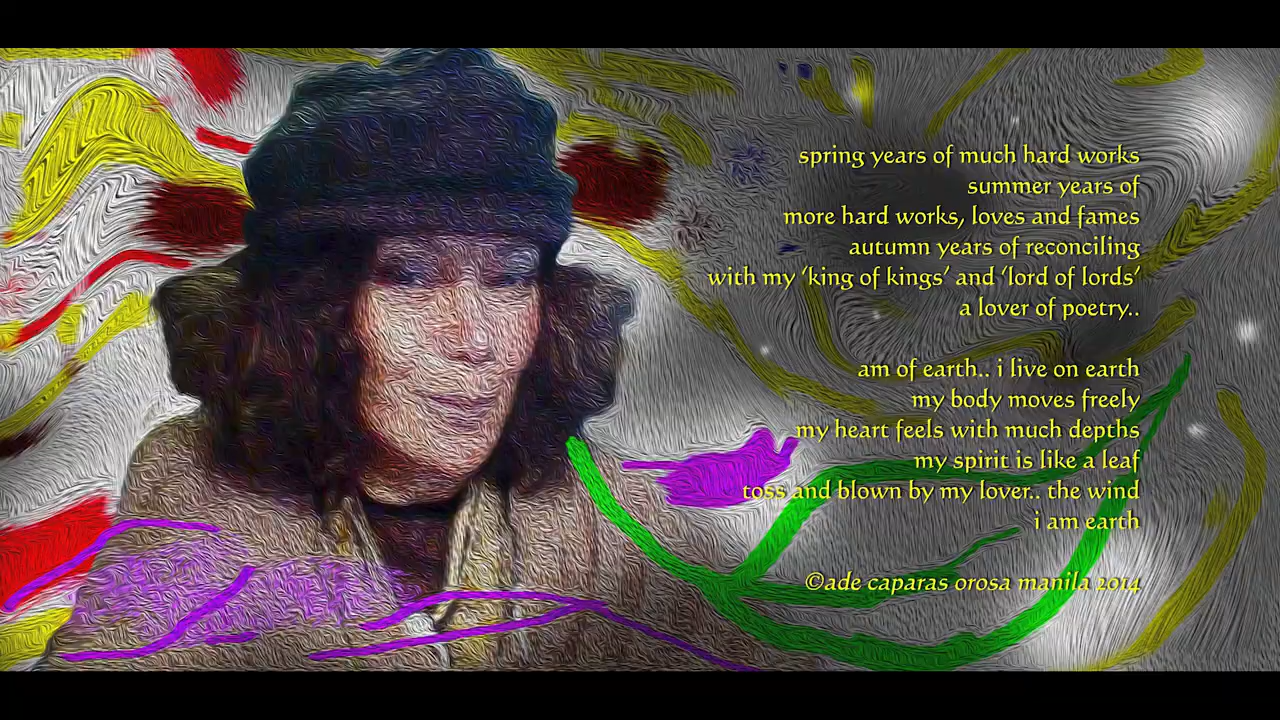 spring years of much hard works
summer years of
more hard works, loves and fames
autumn years of reconciling
with my ‘king of kings’ and ‘lord of lords’
a lover of poetry..
am of earth.. i live on earth
my body moves freely
my heart feels with much depths
my spirit is like a leaf
toss and blown by my lover.. the wind
i am earth
©ade caparas orosa manila 2014